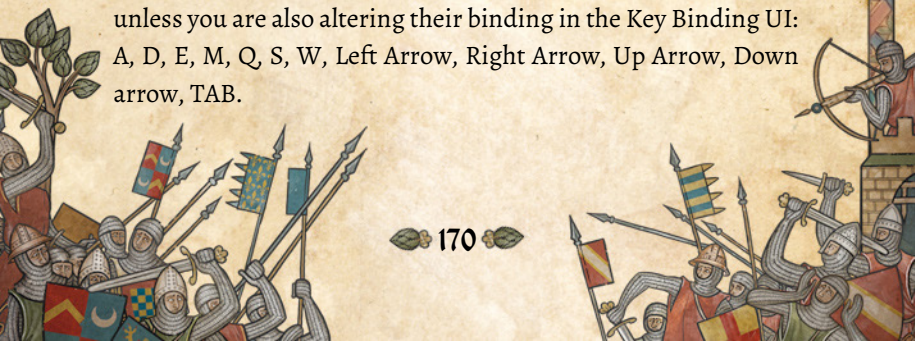 unless you are also altering their binding in the Key Binding UI:
A, D, E, M, Q, S, W, Left Arrow, Right Arrow, Up Arrow, Down
arrow, TAB.
170